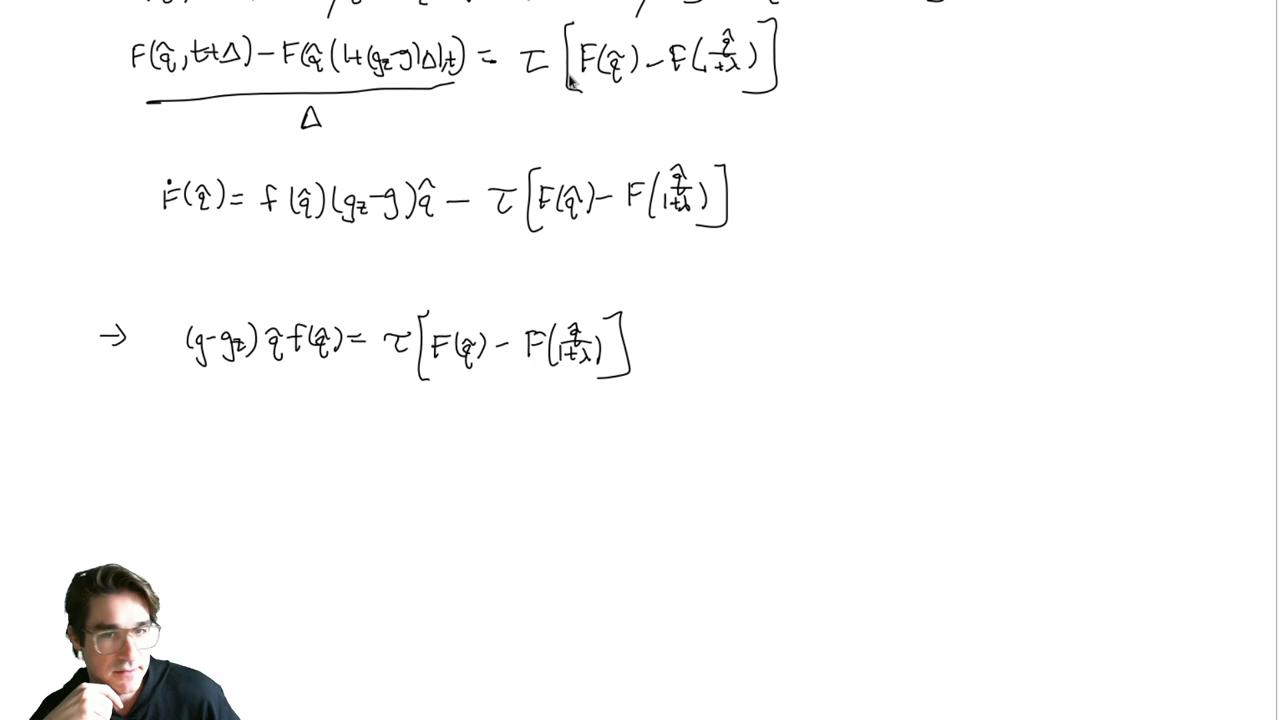 F(q̂, t+Δ) − F(q̂(1+(g_z−g)Δ),t) = τ[F(q̂) − F(q̂/(1+λ))]
Δ
Ḟ(q̂) = f(q̂)(g_z−g)q̂ − τ[F(q̂) − F(q̂/(1+λ))]
→ (g−g_z) q̂ f(q̂) = τ[F(q̂) − F(q̂/(1+λ))]